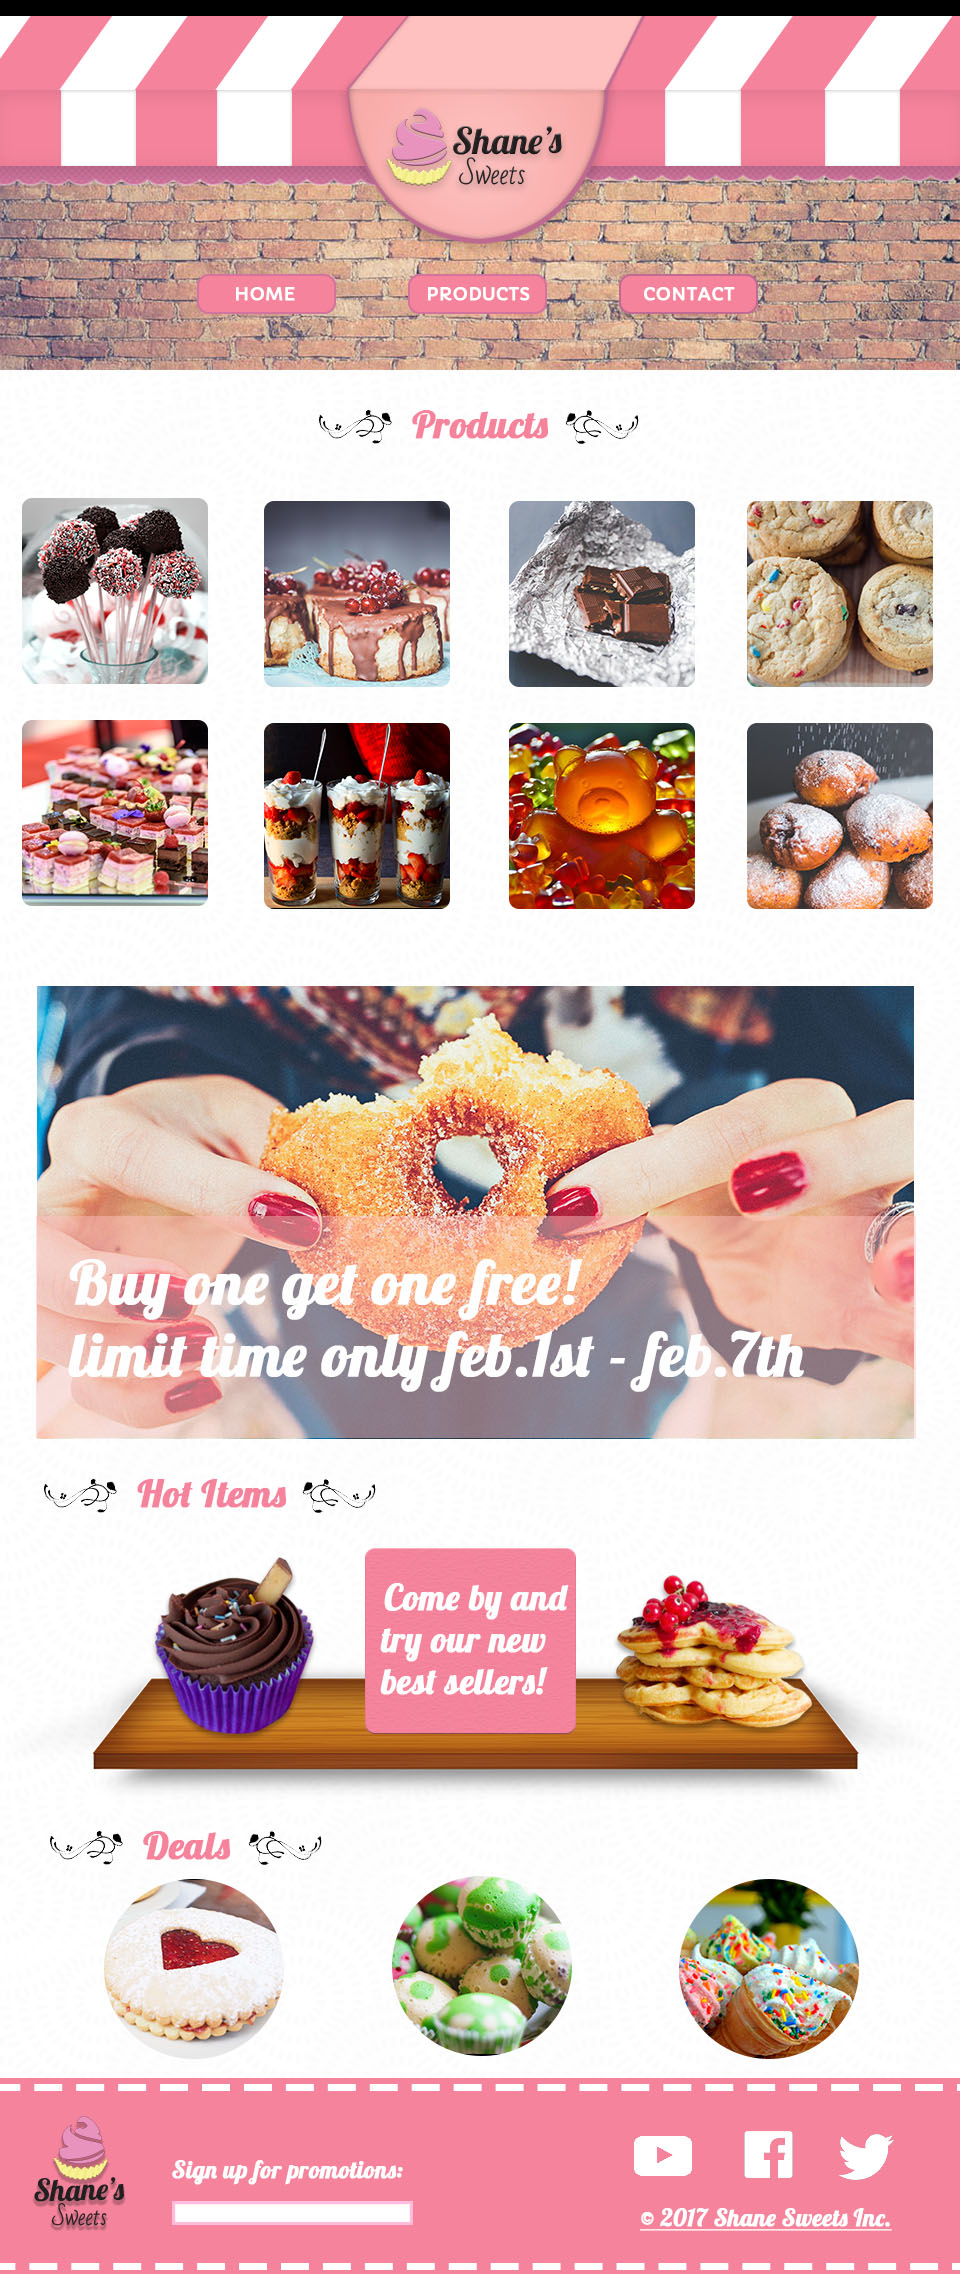 Shane's
Sweets
HOME
PRODUCTS
CONTACT
Products
Buy one get one free!
limit time only feb.1st - feb.7th
Hot Items
Come by and
try our new
best sellers!
Deals
Shane's
Sweets
Sign up for promotions:
© 2017 Shane Sweets Inc.